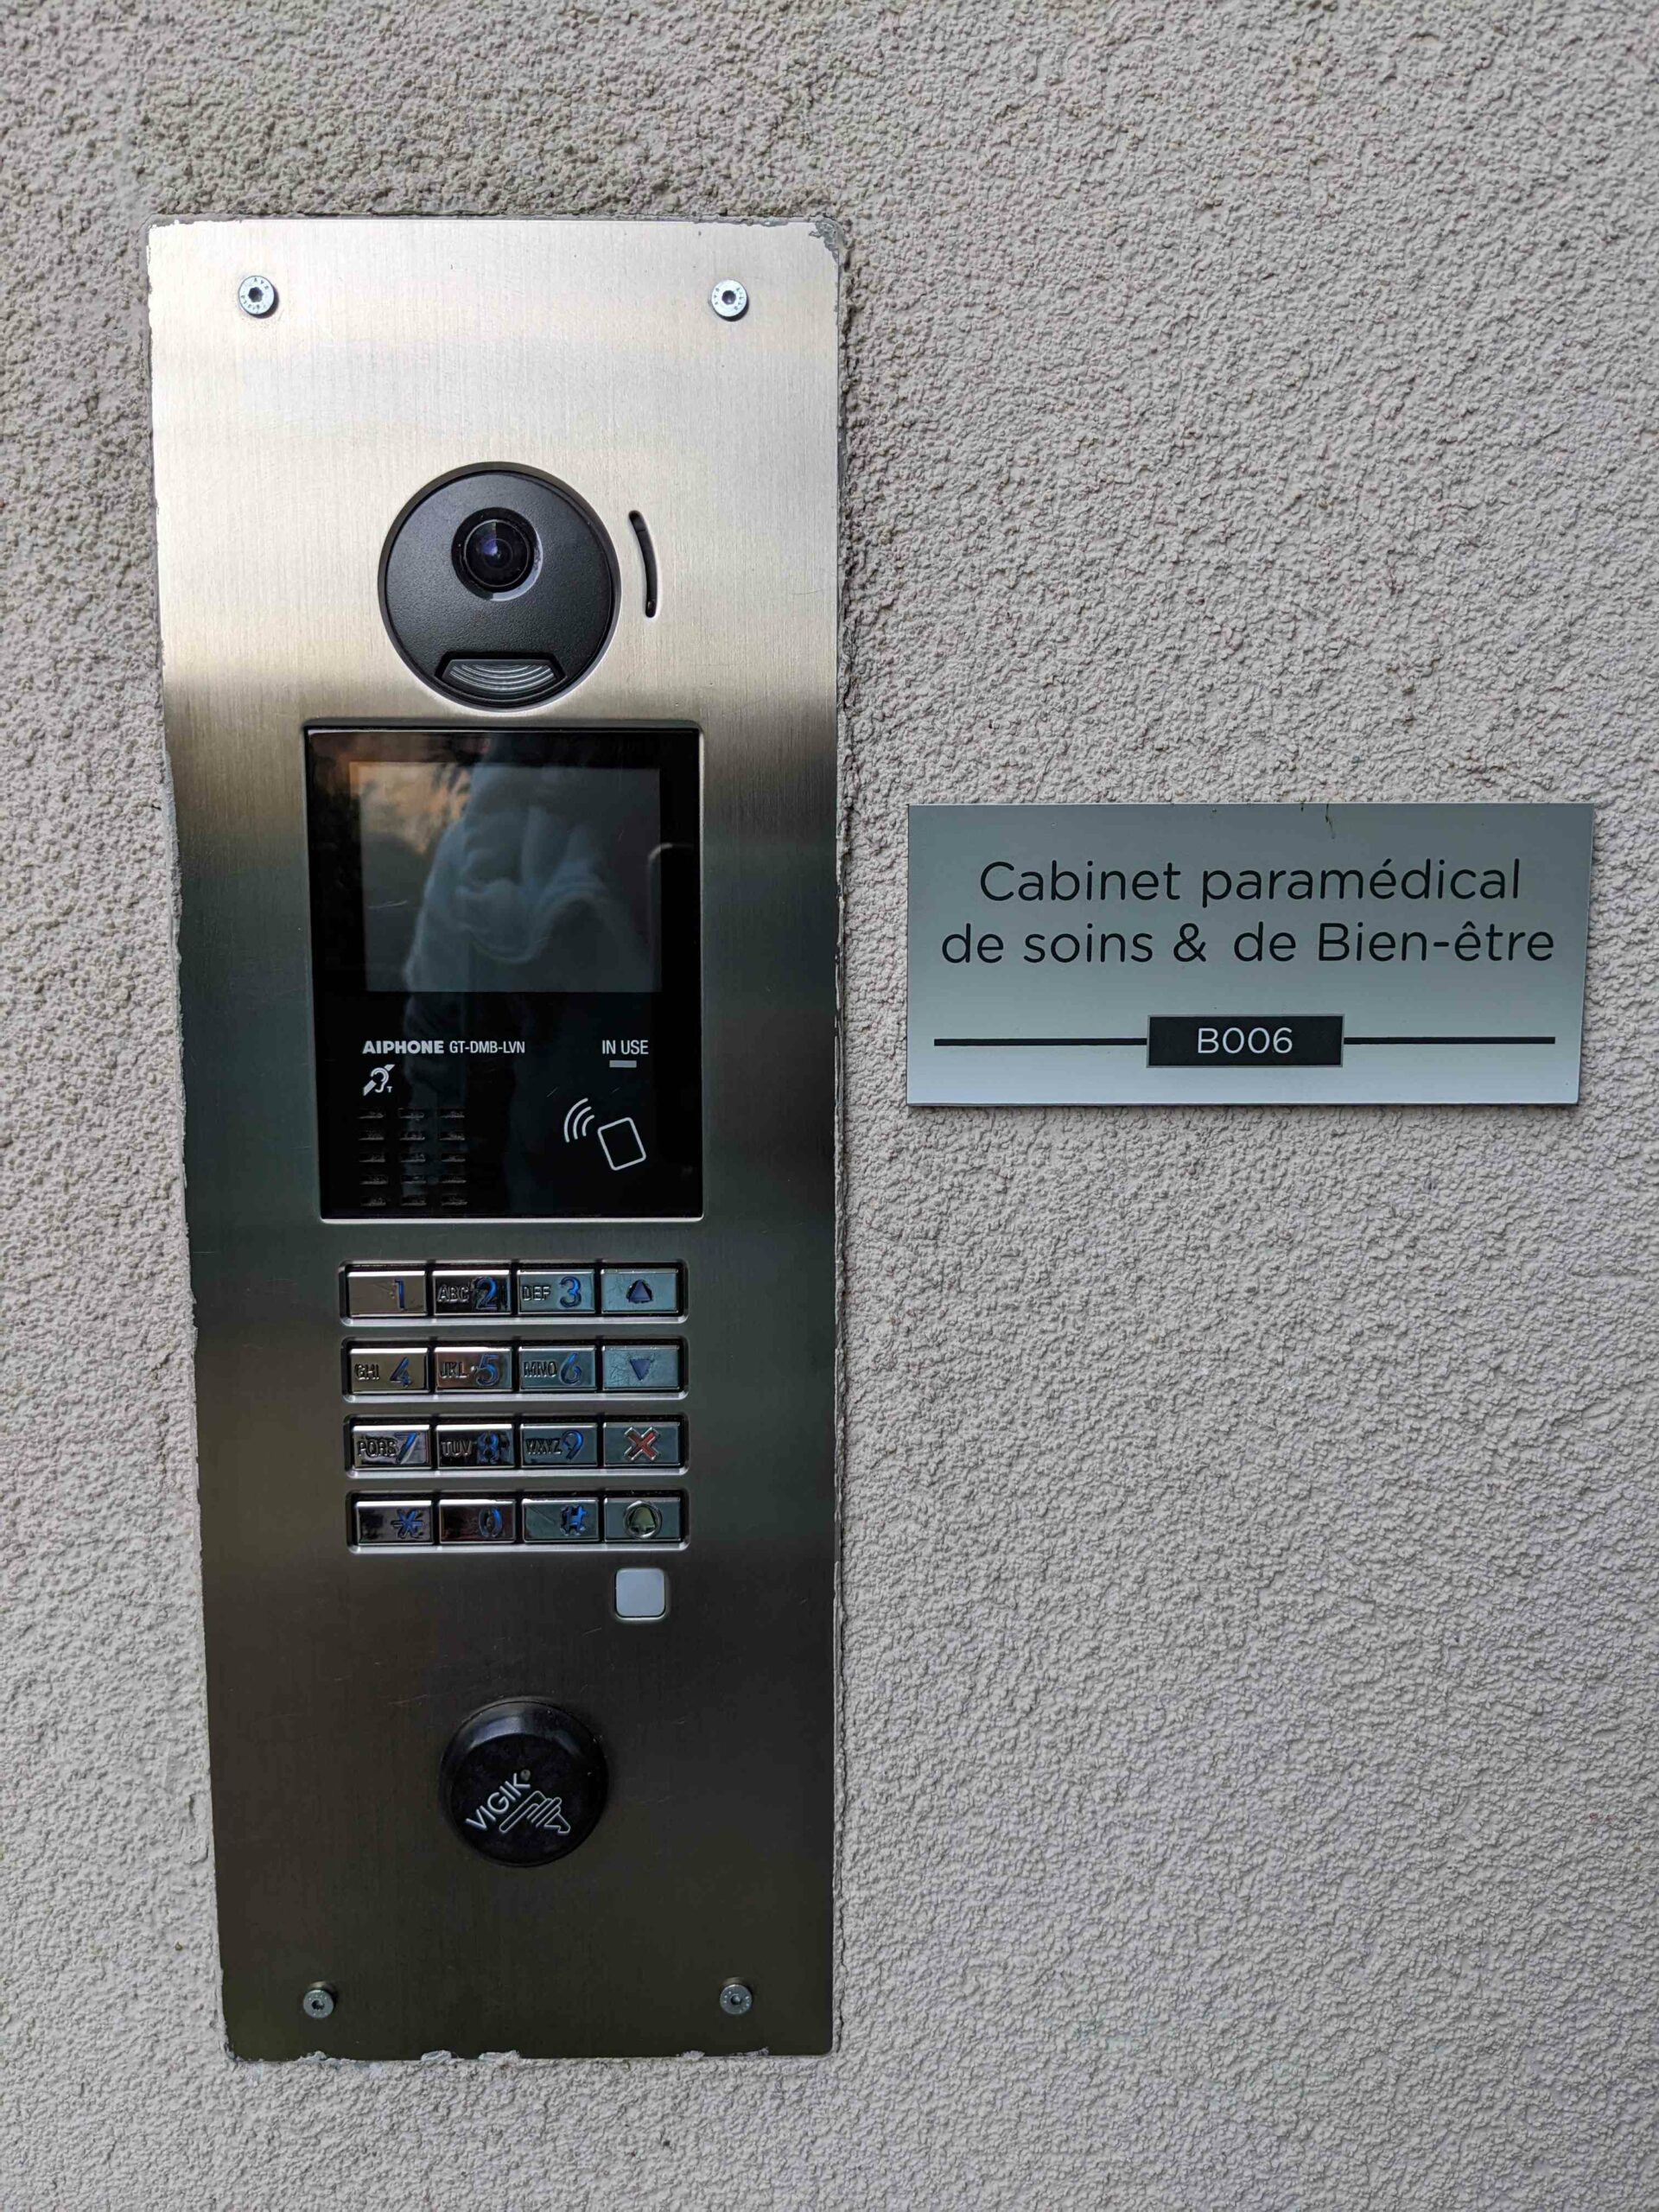 AIPHONE GT-DMB-LVN IN USE
T
Cabinet paramédical
de soins & de Bien-être
B006
1 ABC 2 DEF 3
GHI 4 JKL 5 MNO 6
PQRS 7 TUV 8 WXYZ 9
* 0 #
VIGIK